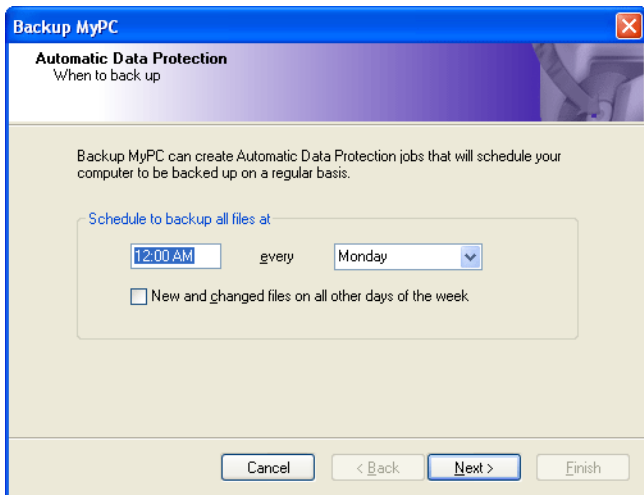 Backup MyPC
Automatic Data Protection
When to back up
Backup MyPC can create Automatic Data Protection jobs that will schedule your
computer to be backed up on a regular basis.
Schedule to backup all files at
12:00 AM every Monday
New and changed files on all other days of the week
Cancel < Back Next > Finish